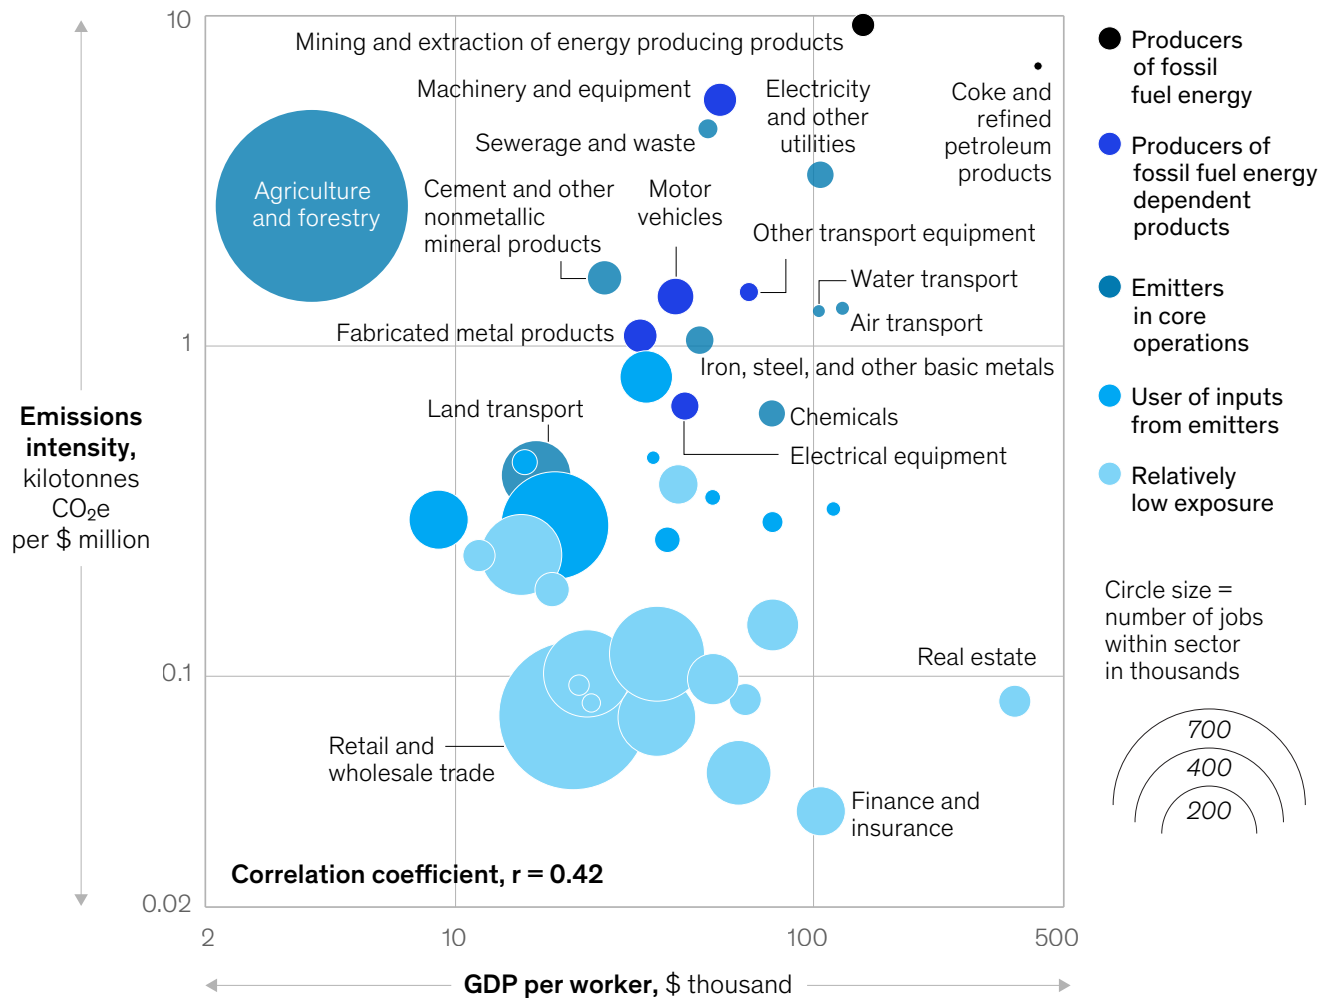 10
Mining and extraction of energy producing products
Machinery and equipment
Sewerage and waste
Electricity
and other
utilities
Coke and
refined
petroleum
products
Agriculture
and forestry
Cement and other
nonmetallic
mineral products
Motor
vehicles
Other transport equipment
Water transport
Air transport
Fabricated metal products
1
Iron, steel, and other basic metals
Land transport
Chemicals
Electrical equipment
Emissions
intensity,
kilotonnes
CO₂e
per $ million
0.1
Real estate
Retail and
wholesale trade
Finance and
insurance
Correlation coefficient, r = 0.42
0.02
2
10
100
500
GDP per worker, $ thousand
Producers
of fossil
fuel energy
Producers of
fossil fuel energy
dependent
products
Emitters
in core
operations
User of inputs
from emitters
Relatively
low exposure
Circle size =
number of jobs
within sector
in thousands
700
400
200